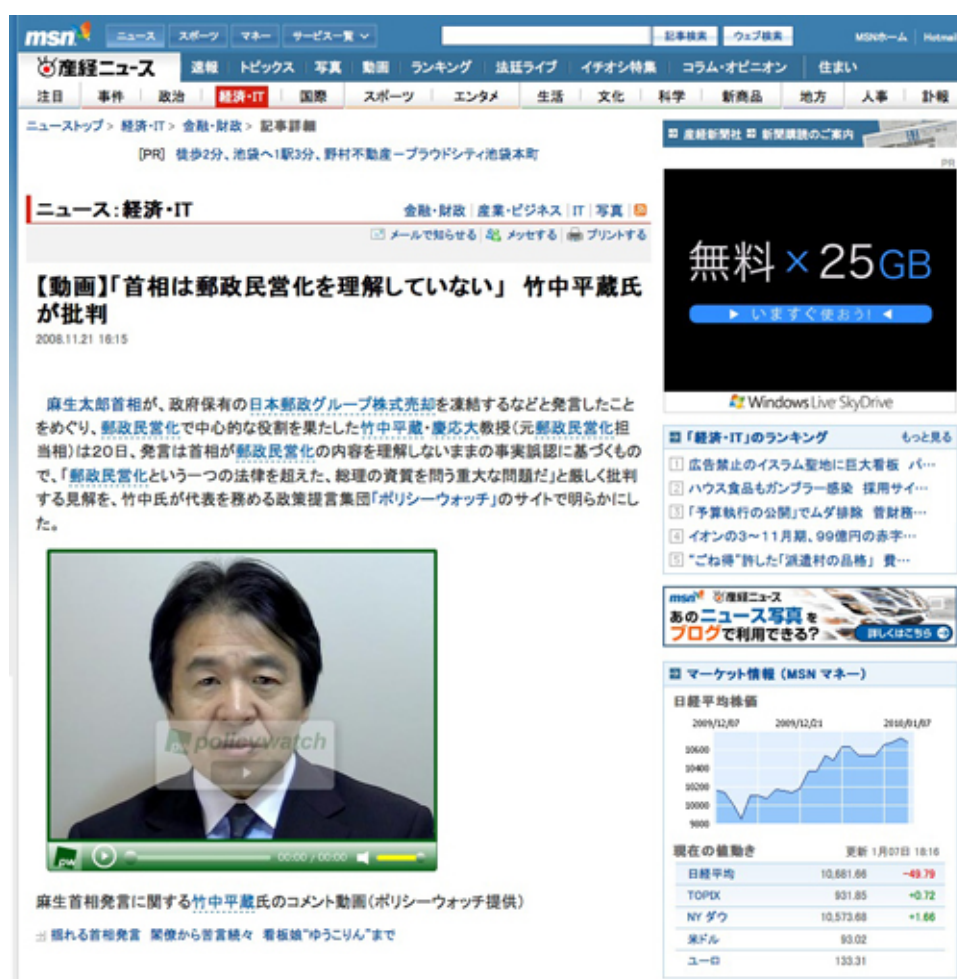 msn
ニュース スポーツ マネー サービス一覧
記事検索 ウェブ検索
MSNホーム Hotmail
産経ニュース
速報 トピックス 写真 動画 ランキング 法廷ライブ イチオシ特集 コラム・オピニオン 住まい
注目 事件 政治 経済・IT 国際 スポーツ エンタメ 生活 文化 科学 新商品 地方 人事 訃報
ニューストップ > 経済・IT > 金融・財政 > 記事詳細
[PR] 徒歩2分、池袋へ1駅3分、野村不動産－プラウドシティ池袋本町
ニュース：経済・IT
金融・財政 産業・ビジネス IT 写真
メールで知らせる メッセする プリントする
【動画】「首相は郵政民営化を理解していない」 竹中平蔵氏
が批判
2008.11.21 16:15
麻生太郎首相が、政府保有の日本郵政グループ株式売却を凍結するなどと発言したこと
をめぐり、郵政民営化で中心的な役割を果たした竹中平蔵・慶応大教授（元郵政民営化担
当相）は20日、発言は首相が郵政民営化の内容を理解しないままの事実誤認に基づくもの
で、「郵政民営化という一つの法律を超えた、総理の資質を問う重大な問題だ」と厳しく批判
する見解を、竹中氏が代表を務める政策提言集団「ポリシーウォッチ」のサイトで明らかにし
た。
pw policywatch
pw
00:00 / 00:00
麻生首相発言に関する竹中平蔵氏のコメント動画（ポリシーウォッチ提供）
揺れる首相発言 閣僚から苦言続々 看板娘“ゆうこりん”まで
産経新聞社 新聞購読のご案内
PR
無料×25GB
いますぐ使おう!
Windows Live SkyDrive
「経済・IT」のランキング もっと見る
1 広告禁止のイスラム聖地に巨大看板 パ…
2 ハウス食品もガンブラー感染 採用サイ…
3 「予算執行の公開」でムダ排除 菅財務…
4 イオンの3～11月期、99億円の赤字…
5 “ごね得”許した「派遣村の品格」 費…
msn 産経ニュース
あのニュース写真を
ブログで利用できる?
詳しくはこちら
マーケット情報 （MSN マネー）
日経平均株価
2009/12/07 2009/12/21 2010/01/07
10600
10400
10200
10000
9800
現在の値動き 更新 1月07日 18:16
日経平均 10,681.66 -49.79
TOPIX 931.85 +0.72
NY ダウ 10,573.68 +1.66
米ドル 93.02
ユーロ 133.31